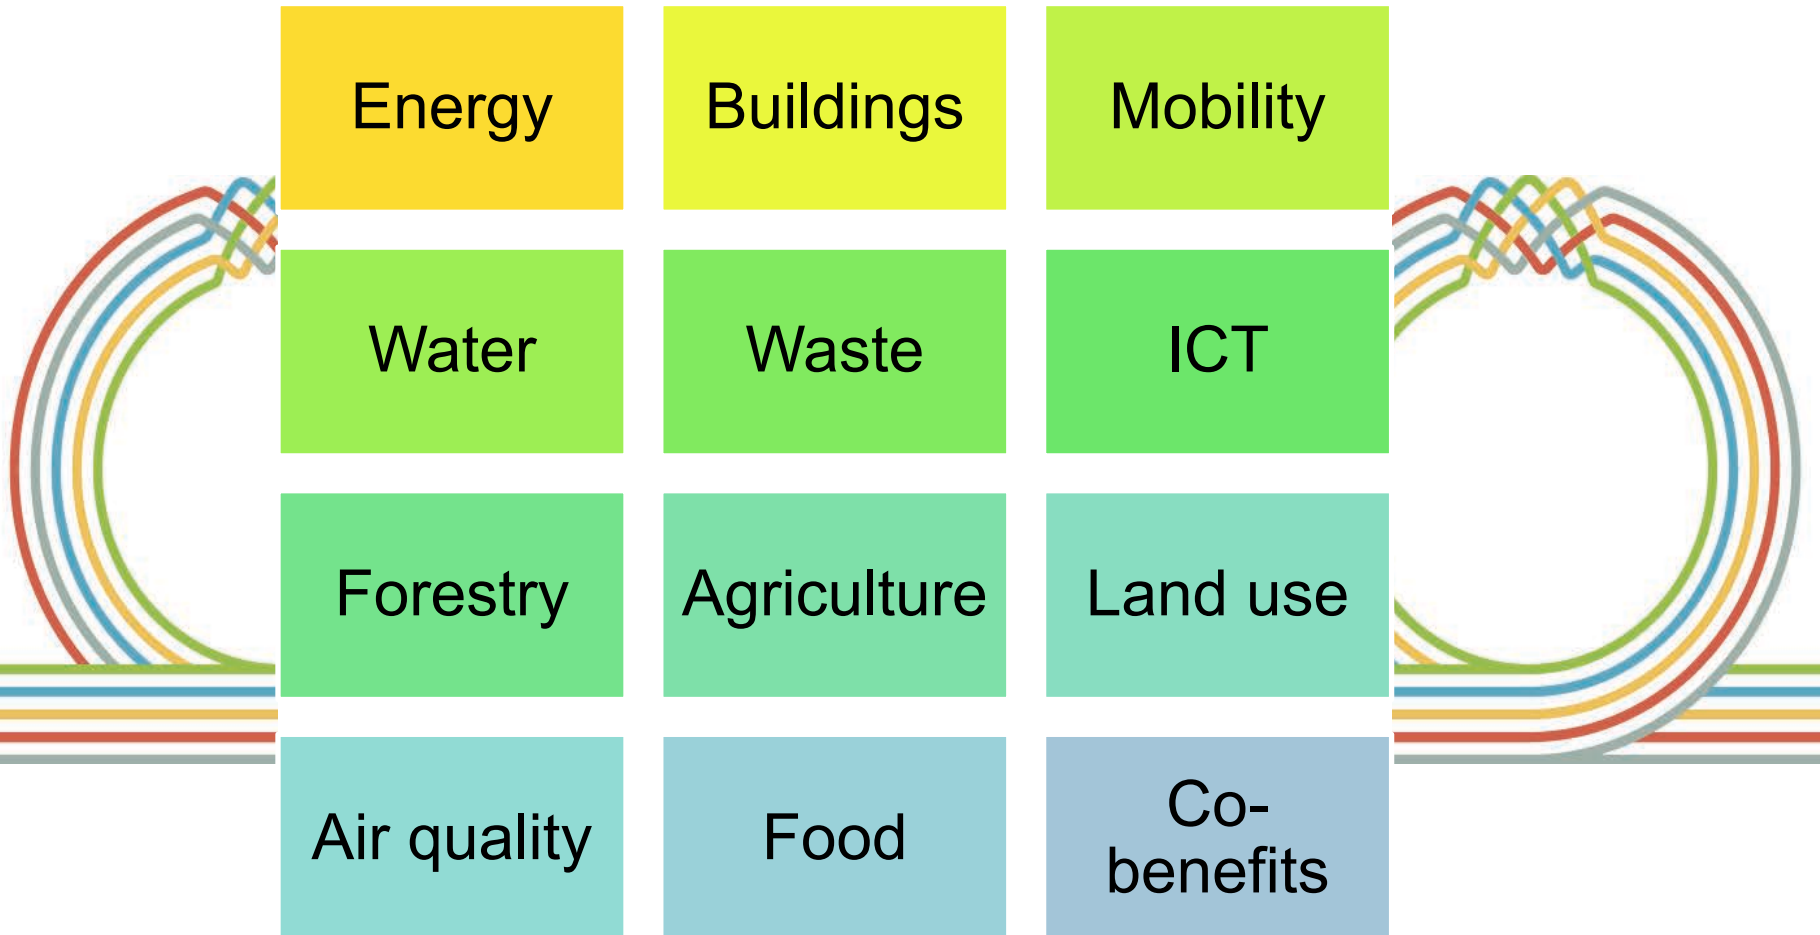 Energy
Buildings
Mobility
Water
Waste
ICT
Forestry
Agriculture
Land use
Air quality
Food
Co-
benefits